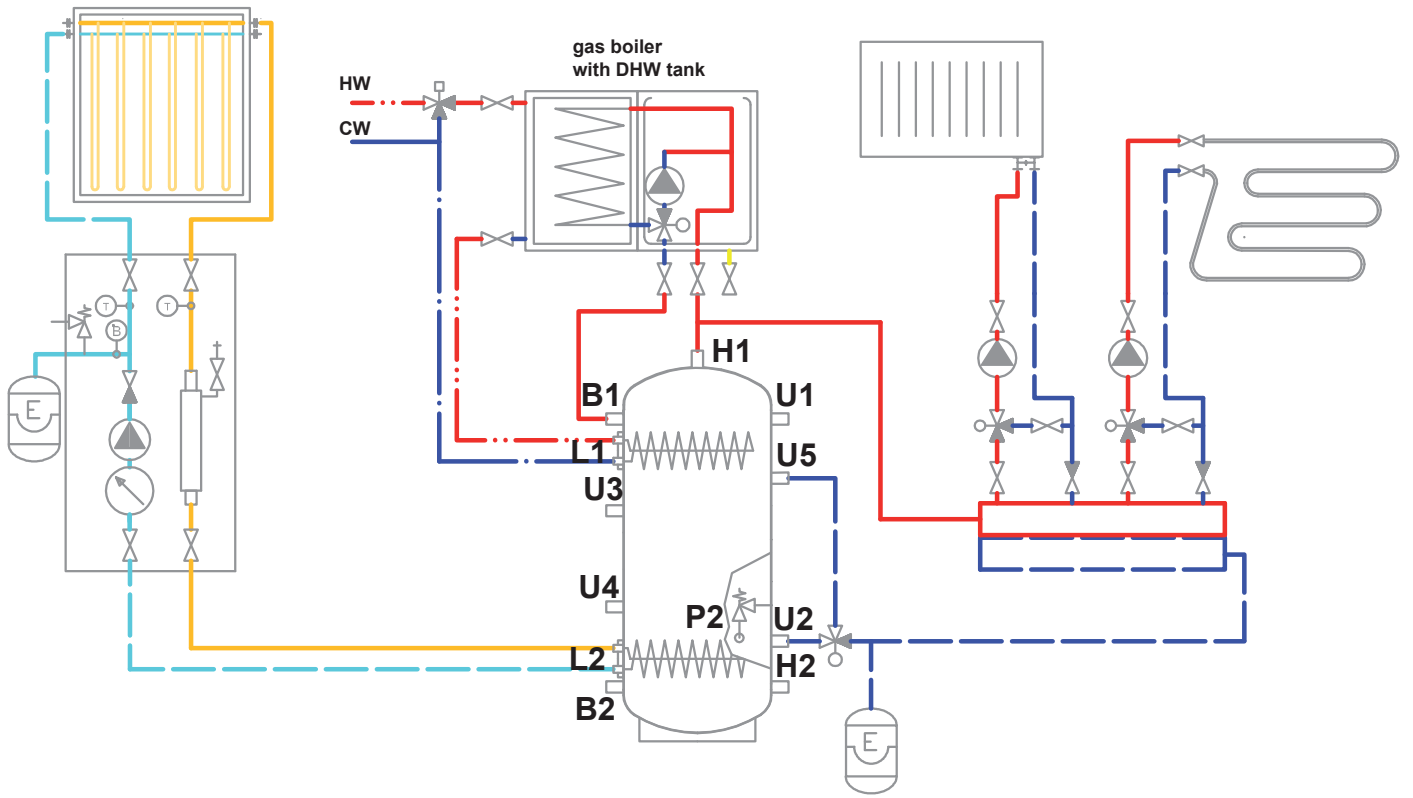 gas boiler
with DHW tank
HW
CW
T
T
B
E
H1
B1
U1
L1
U5
U3
U4
P2
U2
L2
H2
B2
E